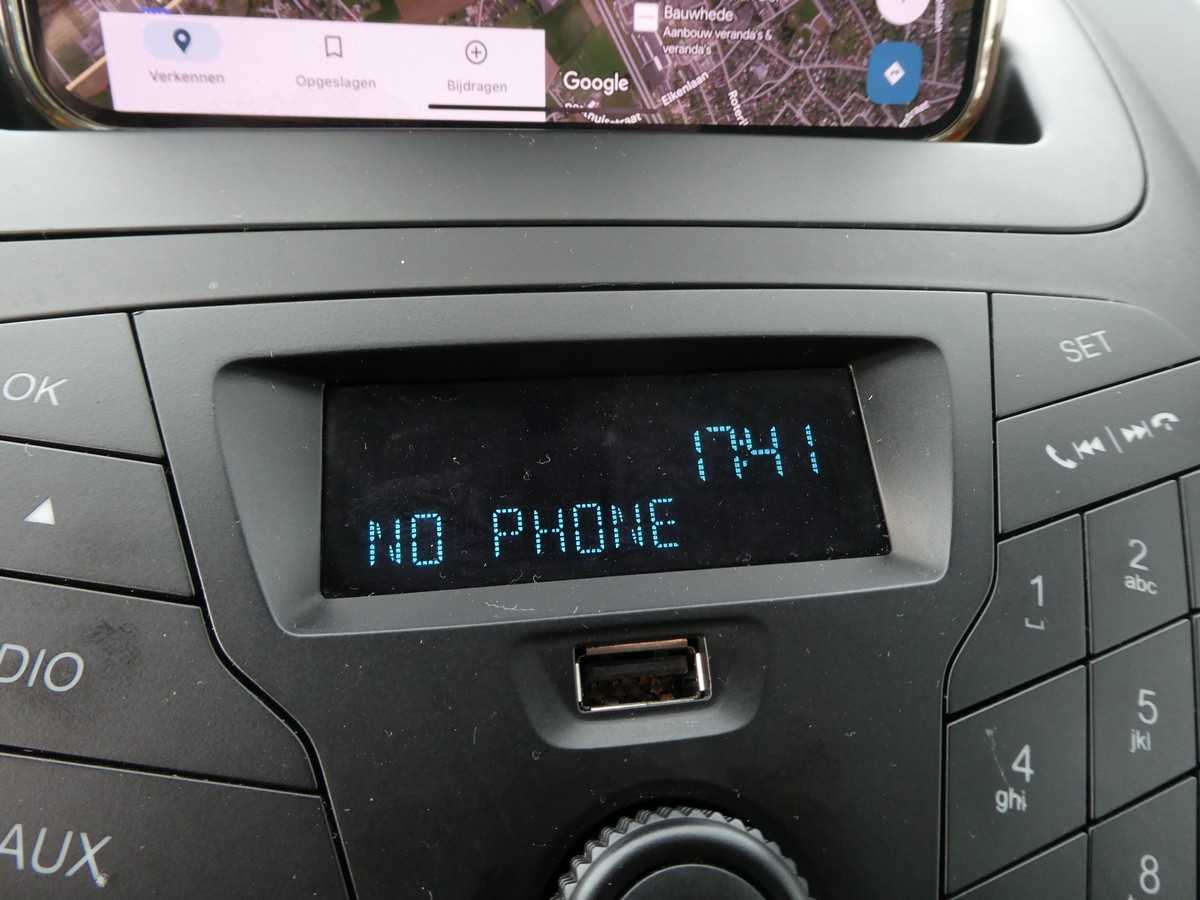 Bauwhede
Aanbouw veranda's &
veranda's
Verkennen
Opgeslagen
Bijdragen
Google
Eikenlaan
OK
SET
17:41
NO PHONE
1
2
abc
DIO
4
ghi
5
jkl
AUX
8